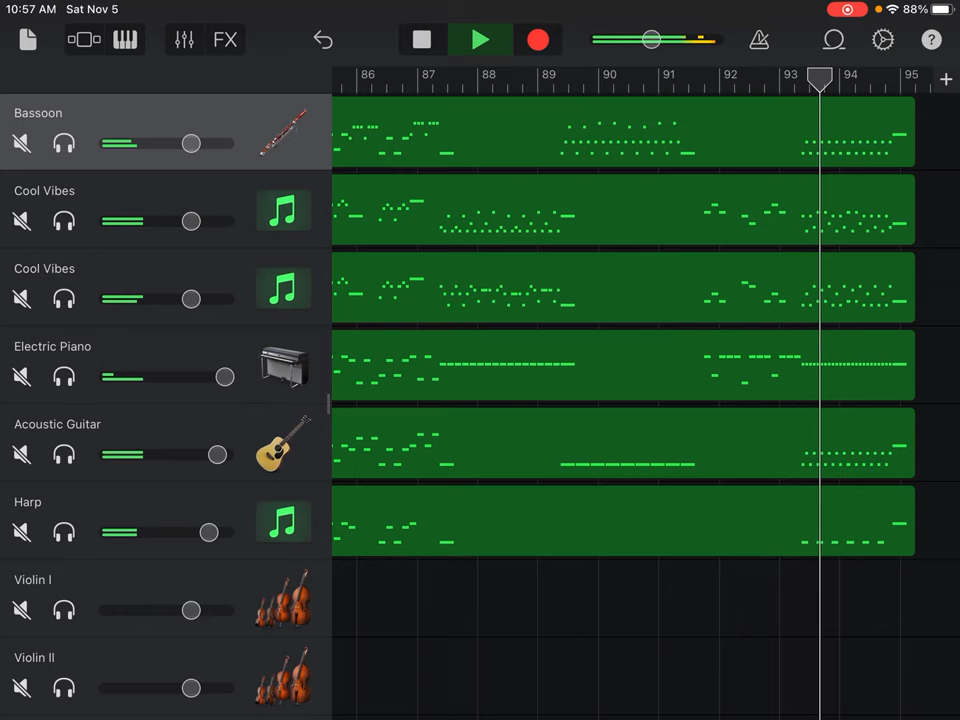 10:57 AM Sat Nov 5 88%
FX
?
86 87 88 89 90 91 92 93 94 95 +
Bassoon
Cool Vibes
Cool Vibes
Electric Piano
Acoustic Guitar
Harp
Violin I
Violin II